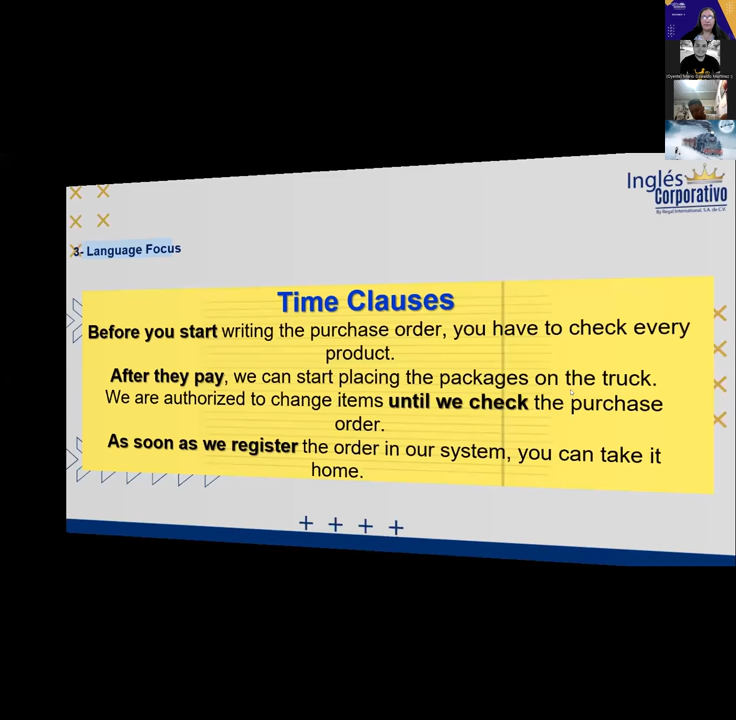 Inglés
Corporativo
By Regal International, S.A. de C.V.
3- Language Focus
Time Clauses
Before you start writing the purchase order, you have to check every
product.
After they pay, we can start placing the packages on the truck.
We are authorized to change items until we check the purchase
order.
As soon as we register the order in our system, you can take it
home.